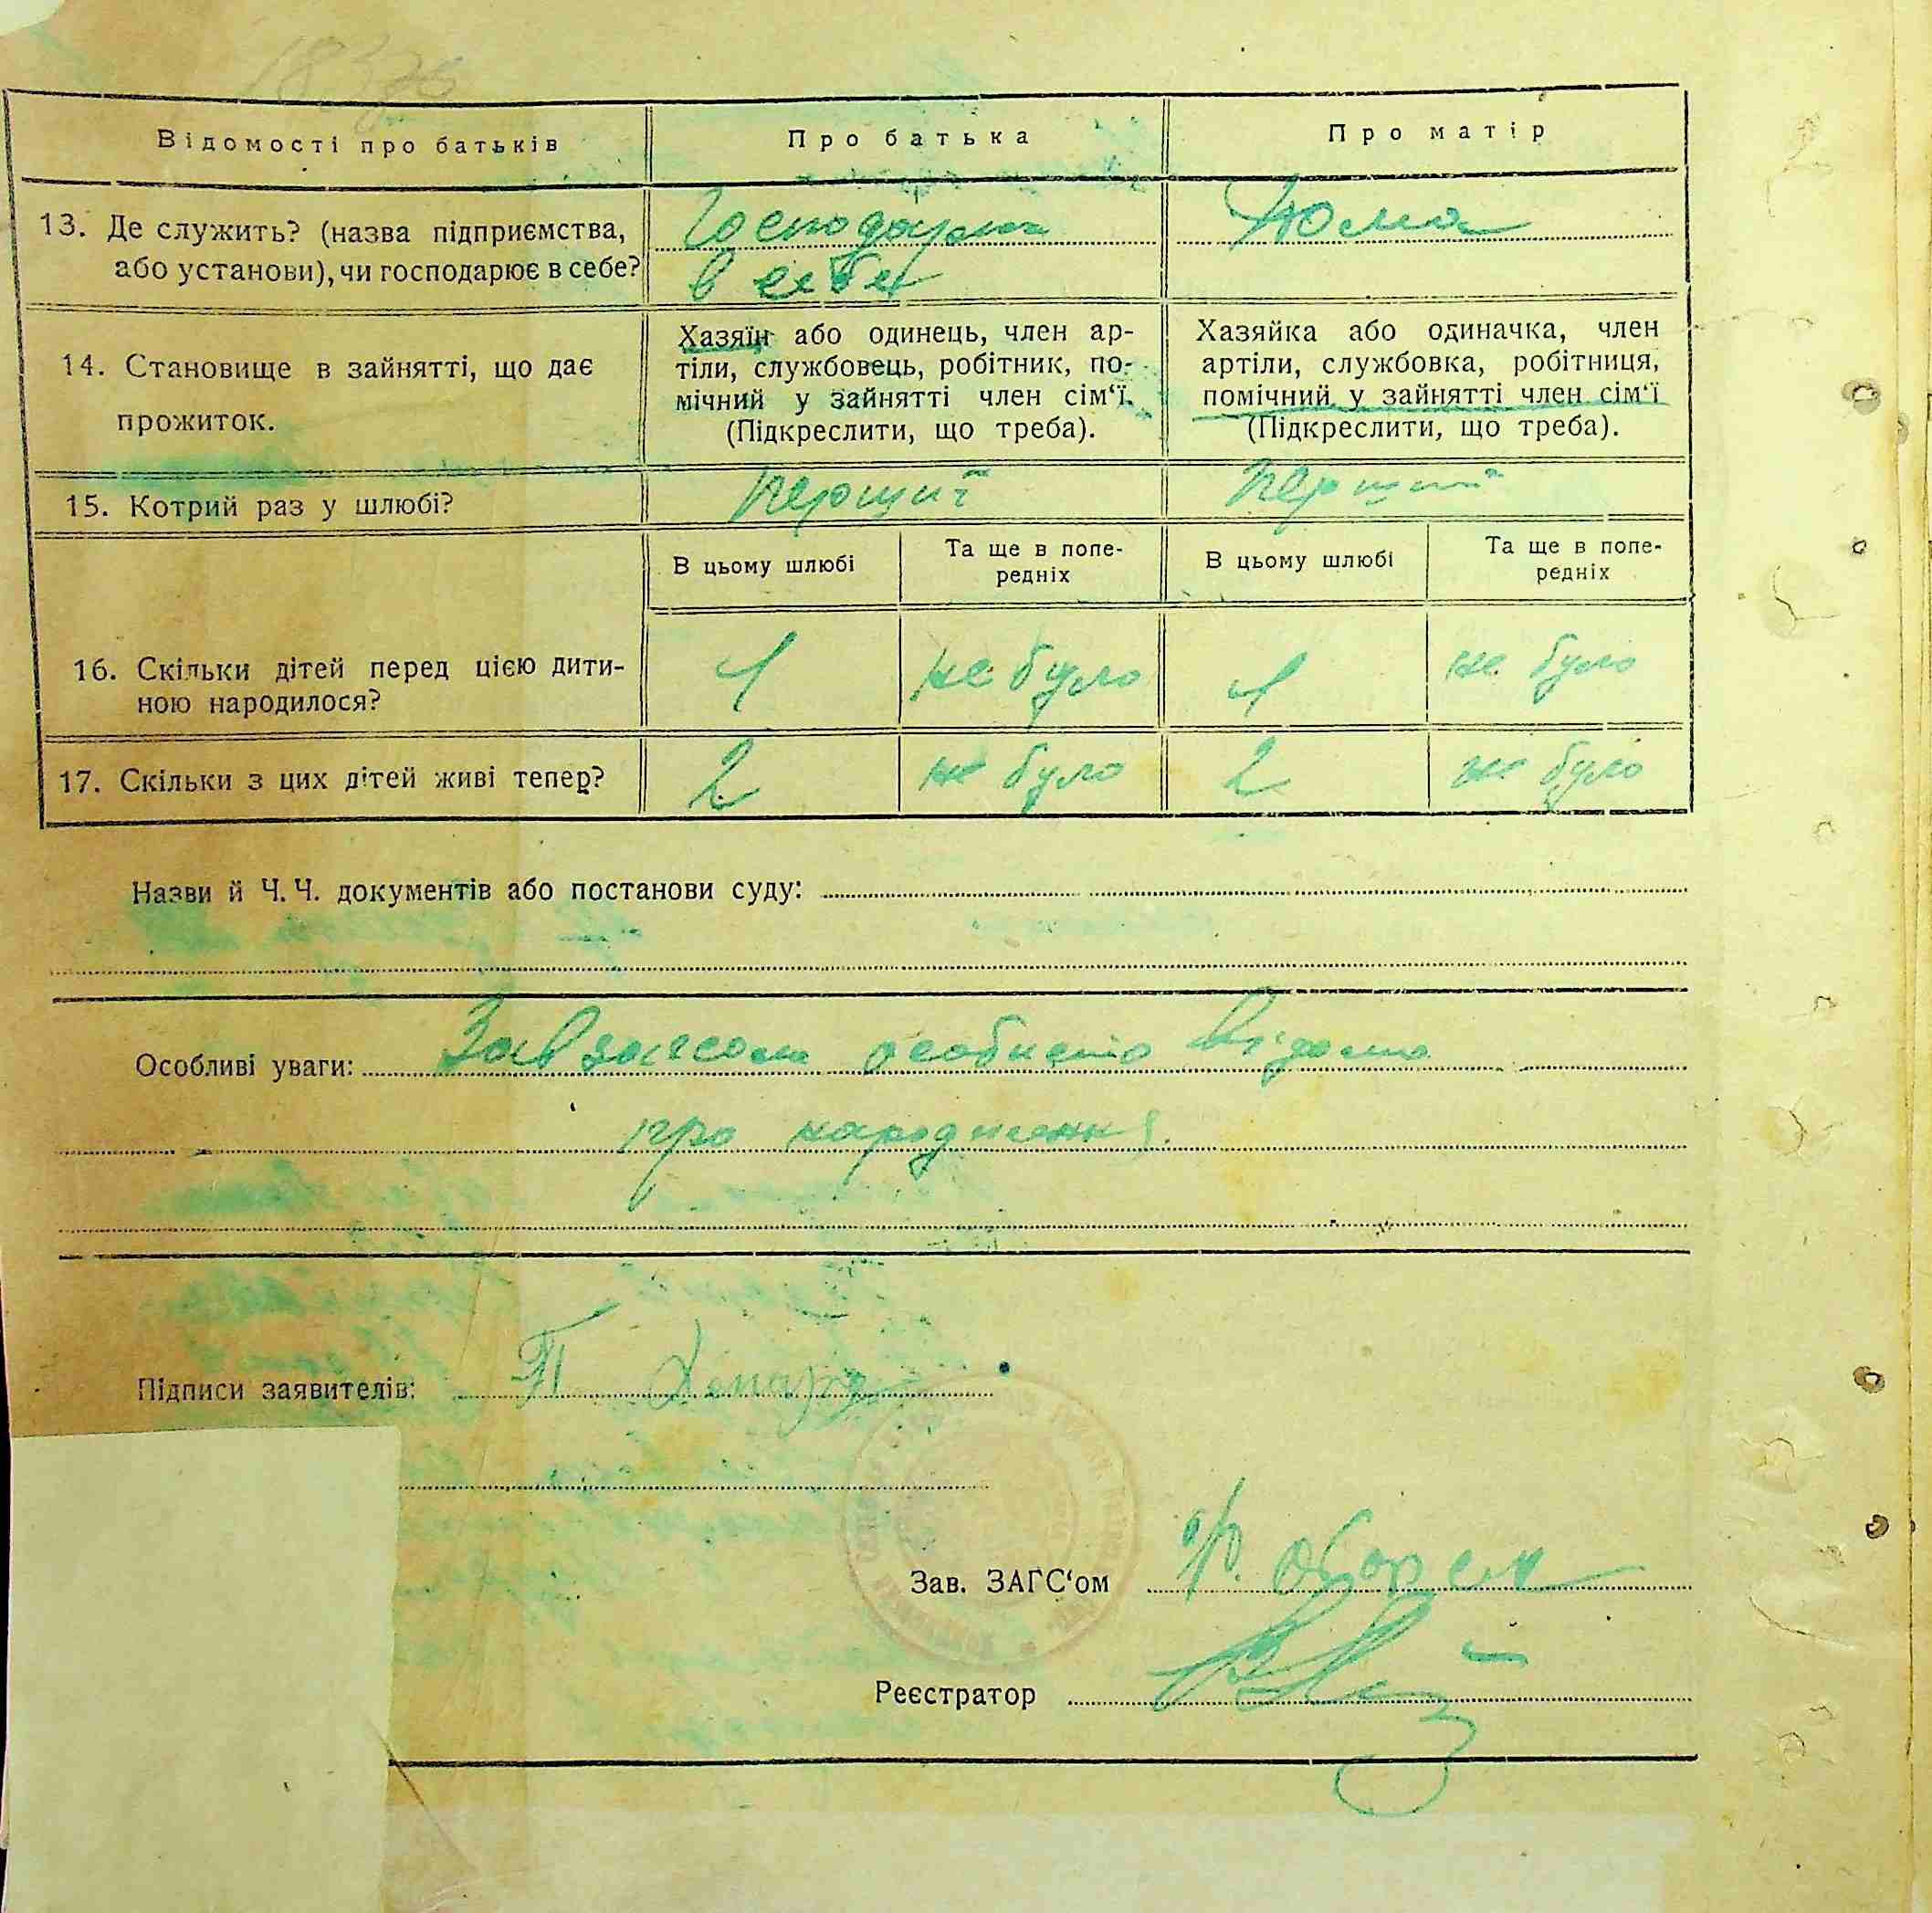 Відомості про батьків
Про батька
Про матір
13. Де служить? (назва підприємства,
або установи), чи господарює в себе?
в себе
14. Становище в зайнятті, що дає
прожиток.
Хазяїн або одинець, член ар-
тіли, службовець, робітник, по-
мічний у зайнятті член сім‘ї.
(Підкреслити, що треба).
Хазяйка або одиначка, член
артіли, службовка, робітниця,
помічний у зайнятті член сім‘ї
(Підкреслити, що треба).
15. Котрий раз у шлюбі?
перший
перший
В цьому шлюбі
Та ще в попе-
редніх
В цьому шлюбі
Та ще в попе-
редніх
16. Скільки дітей перед цією дити-
ною народилося?
1
не було
1
не було
17. Скільки з цих дітей живі тепер?
2
не було
2
не було
Назви й Ч. Ч. документів або постанови суду:
Особливі уваги: Завзагсом особисто відомо
про народження.
Підписи заявителів: П
Зав. ЗАГС‘ом
Реєстратор